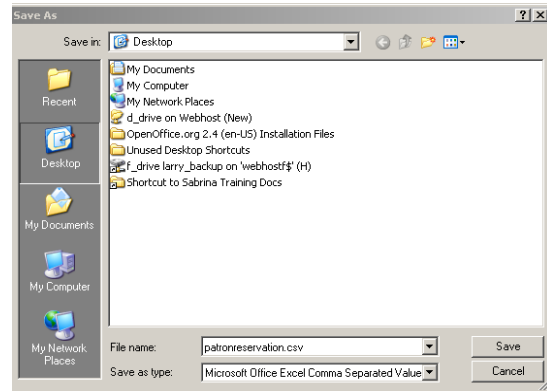 Save As
Save in: Desktop
Recent
Desktop
My Documents
My Computer
My Network
Places
My Documents
My Computer
My Network Places
d_drive on Webhost (New)
OpenOffice.org 2.4 (en-US) Installation Files
Unused Desktop Shortcuts
f_drive larry_backup on 'webhostf$' (H)
Shortcut to Sabrina Training Docs
File name: patronreservation.csv Save
Save as type: Microsoft Office Excel Comma Separated Value Cancel